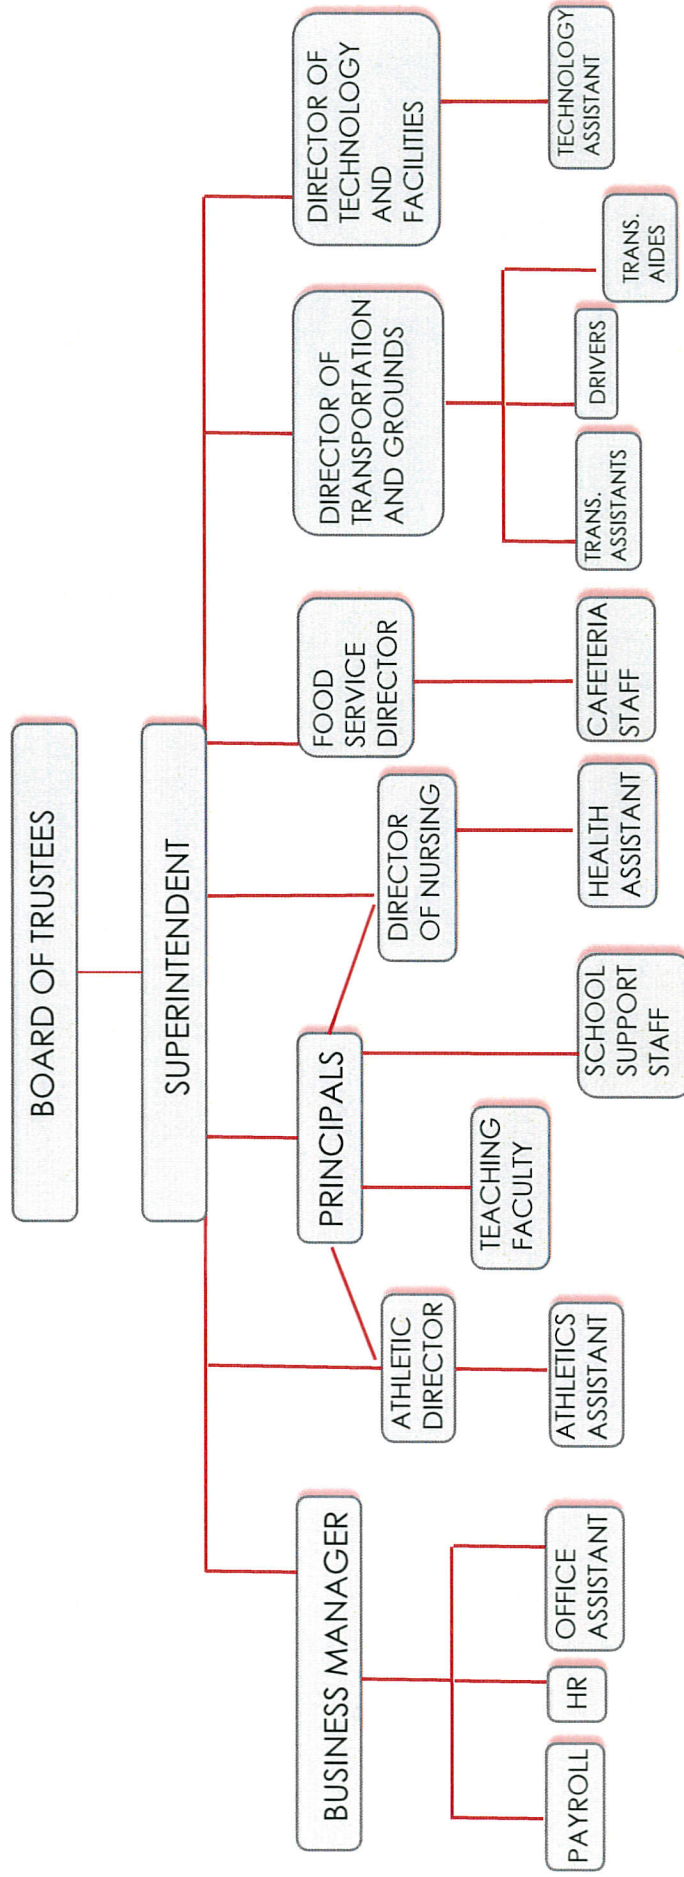 BOARD OF TRUSTEES
SUPERINTENDENT
BUSINESS MANAGER
PRINCIPALS
FOOD
SERVICE
DIRECTOR
DIRECTOR OF
TRANSPORTATION
AND GROUNDS
DIRECTOR OF
TECHNOLOGY
AND
FACILITIES
ATHLETIC
DIRECTOR
DIRECTOR
OF NURSING
TEACHING
FACULTY
PAYROLL
HR
OFFICE
ASSISTANT
ATHLETICS
ASSISTANT
SCHOOL
SUPPORT
STAFF
HEALTH
ASSISTANT
CAFETERIA
STAFF
TRANS.
ASSISTANTS
DRIVERS
TRANS.
AIDES
TECHNOLOGY
ASSISTANT